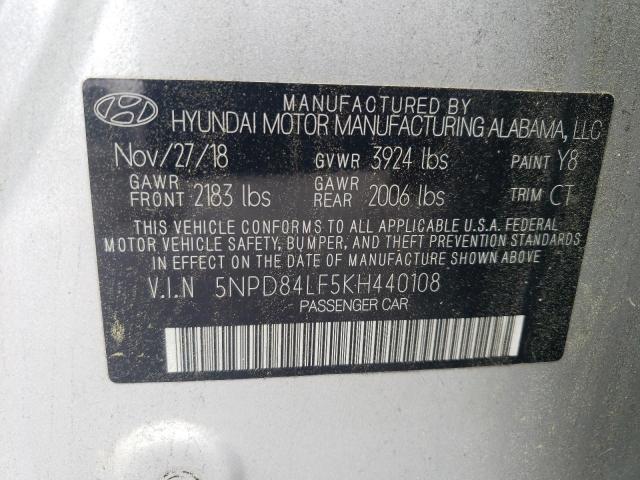 MANUFACTURED BY
HYUNDAI MOTOR MANUFACTURING ALABAMA, LLC
Nov/27/18 GVWR 3924 lbs PAINT Y8
GAWR FRONT 2183 lbs GAWR REAR 2006 lbs TRIM CT
THIS VEHICLE CONFORMS TO ALL APPLICABLE U.S.A. FEDERAL
MOTOR VEHICLE SAFETY, BUMPER, AND THEFT PREVENTION STANDARDS
IN EFFECT ON THE DATE OF MANUFACTURE SHOWN ABOVE
V.I.N 5NPD84LF5KH440108
PASSENGER CAR